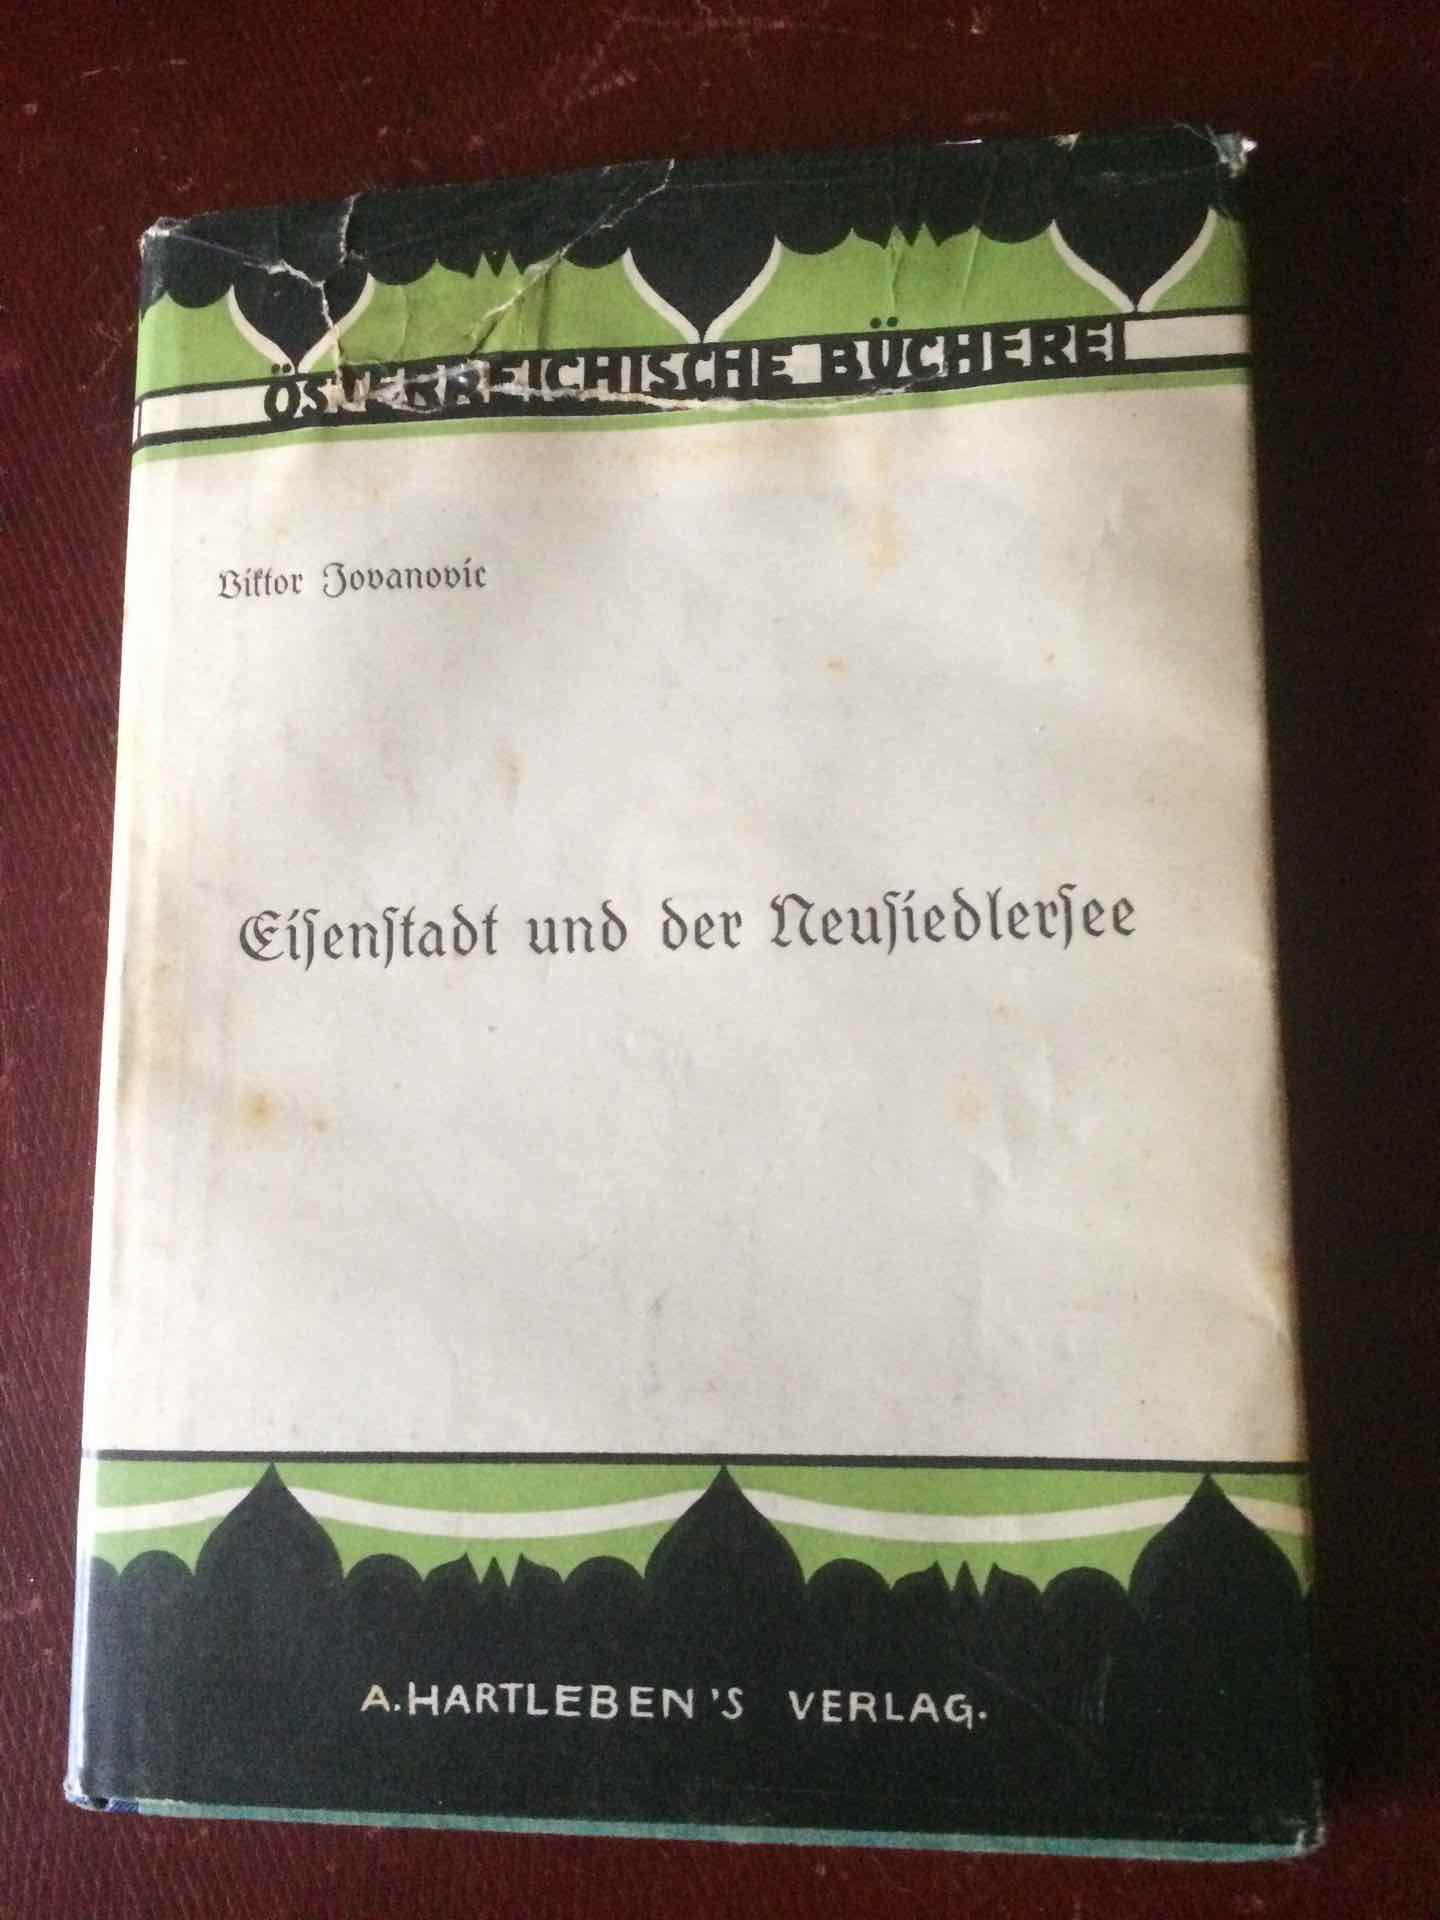 ÖSTERREICHISCHE BÜCHEREI
Viktor Jovanovic
Eisenstadt und der Neusiedlersee
A. HARTLEBEN'S VERLAG.